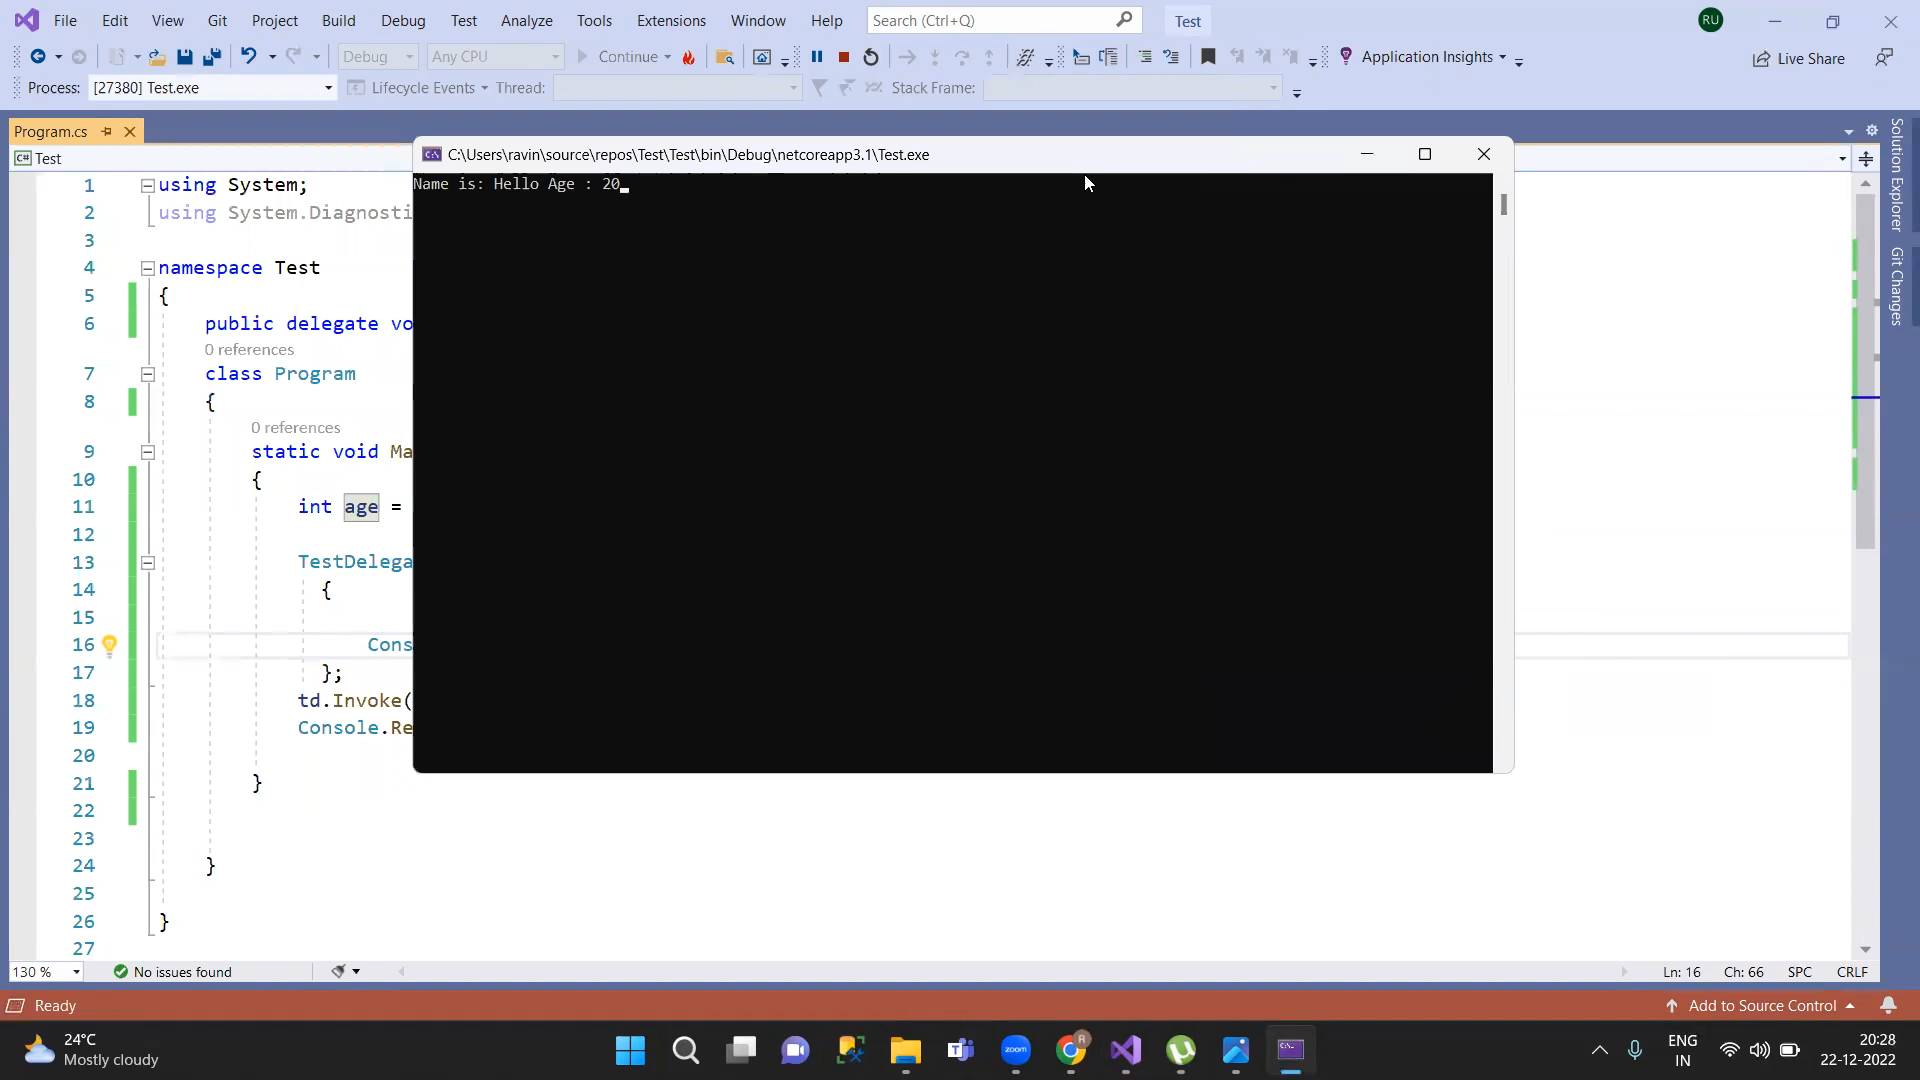 File Edit View Git Project Build Debug Test Analyze Tools Extensions Window Help Search (Ctrl+Q) Test RU
Debug Any CPU Continue Application Insights Live Share
Process: [27380] Test.exe Lifecycle Events Thread: Stack Frame:
Program.cs
C# Test
C:\Users\ravin\source\repos\Test\Test\bin\Debug\netcoreapp3.1\Test.exe
Name is: Hello Age : 20_
1 using System;
2 using System.Diagnosti
3
4 namespace Test
5 {
6 public delegate vo
0 references
7 class Program
8 {
0 references
9 static void Ma
10 {
11 int age =
12
13 TestDelega
14 {
15
16 Cons
17 };
18 td.Invoke(
19 Console.Re
20
21 }
22
23
24 }
25
26 }
27
Solution Explorer
Git Changes
130 % No issues found Ln: 16 Ch: 66 SPC CRLF
Ready Add to Source Control
24°C
Mostly cloudy
zoom
R
ENG
IN
20:28
22-12-2022